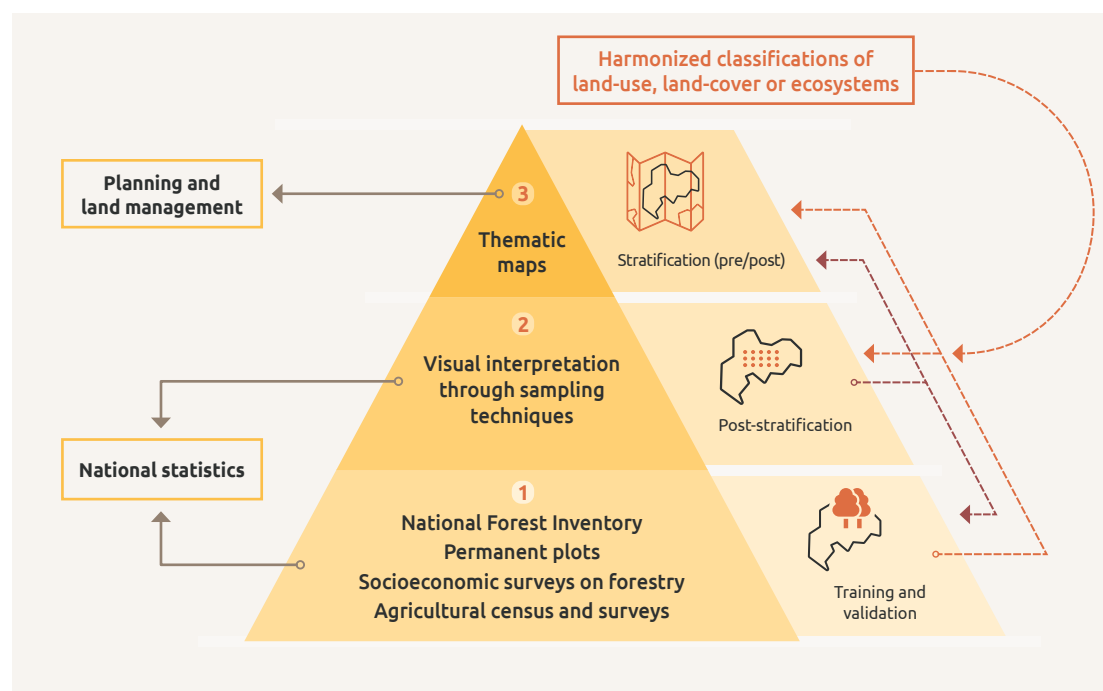 Harmonized classifications of
land-use, land-cover or ecosystems
Planning and
land management
3
Thematic
maps
Stratification (pre/post)
2
Visual interpretation
through sampling
techniques
Post-stratification
National statistics
1
National Forest Inventory
Permanent plots
Socioeconomic surveys on forestry
Agricultural census and surveys
Training and
validation